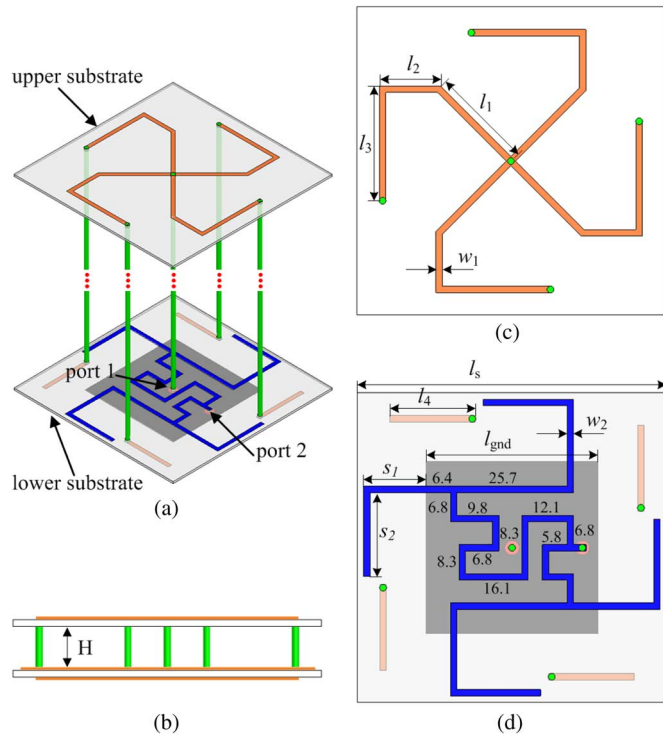 upper substrate
port 1
port 2
lower substrate
(a)
H
(b)
l2
l1
l3
w1
(c)
ls
l4
w2
lgnd
s1
6.4
25.7
6.8
9.8
12.1
s2
8.3
5.8
6.8
8.3
6.8
16.1
(d)